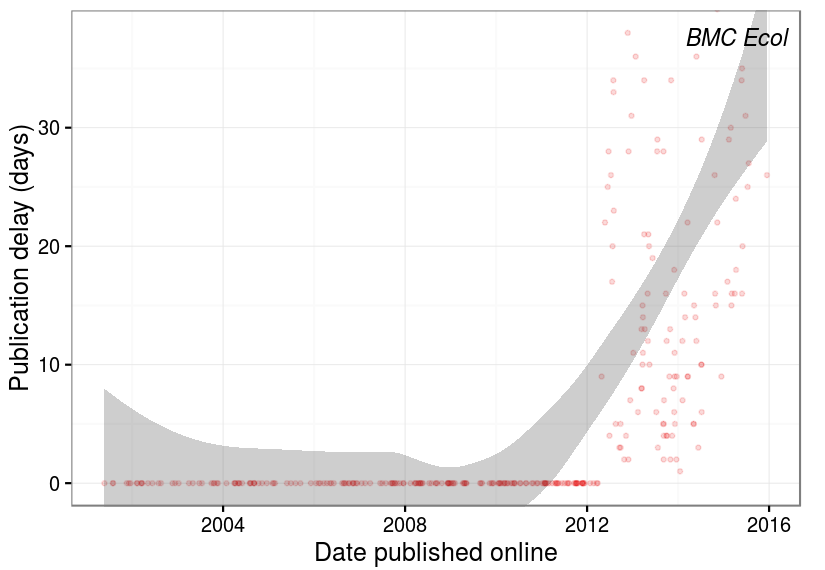 BMC Ecol
Publication delay (days)
30
20
10
0
2004 2008 2012 2016
Date published online